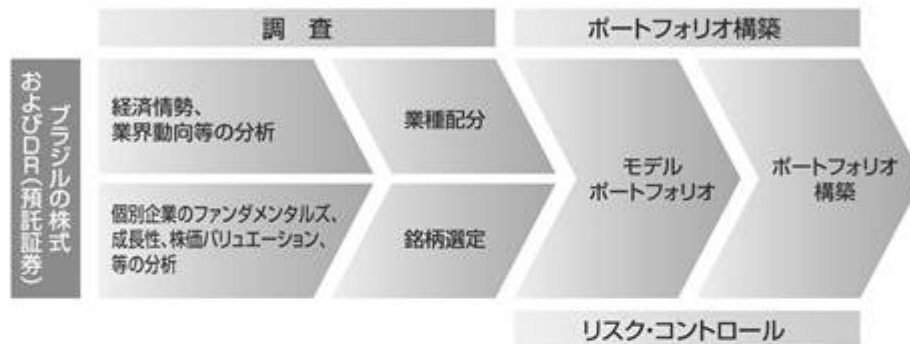 調 査
ポートフォリオ構築
ブラジルの株式
およびDR(預託証券)
経済情勢、
業界動向等の分析
業種配分
個別企業のファンダメンタルズ、
成長性、株価バリュエーション、
等の分析
銘柄選定
モデル
ポートフォリオ
ポートフォリオ
構築
リスク・コントロール